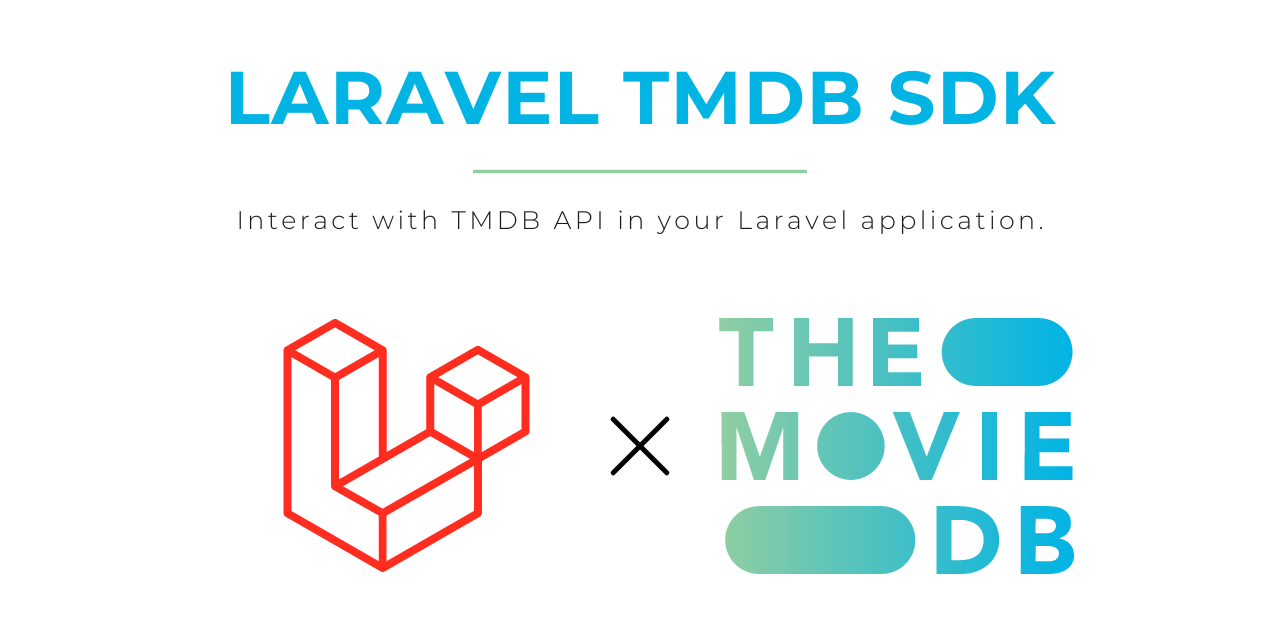 LARAVEL TMDB SDK
Interact with TMDB API in your Laravel application.
THE
MOVIE
DB